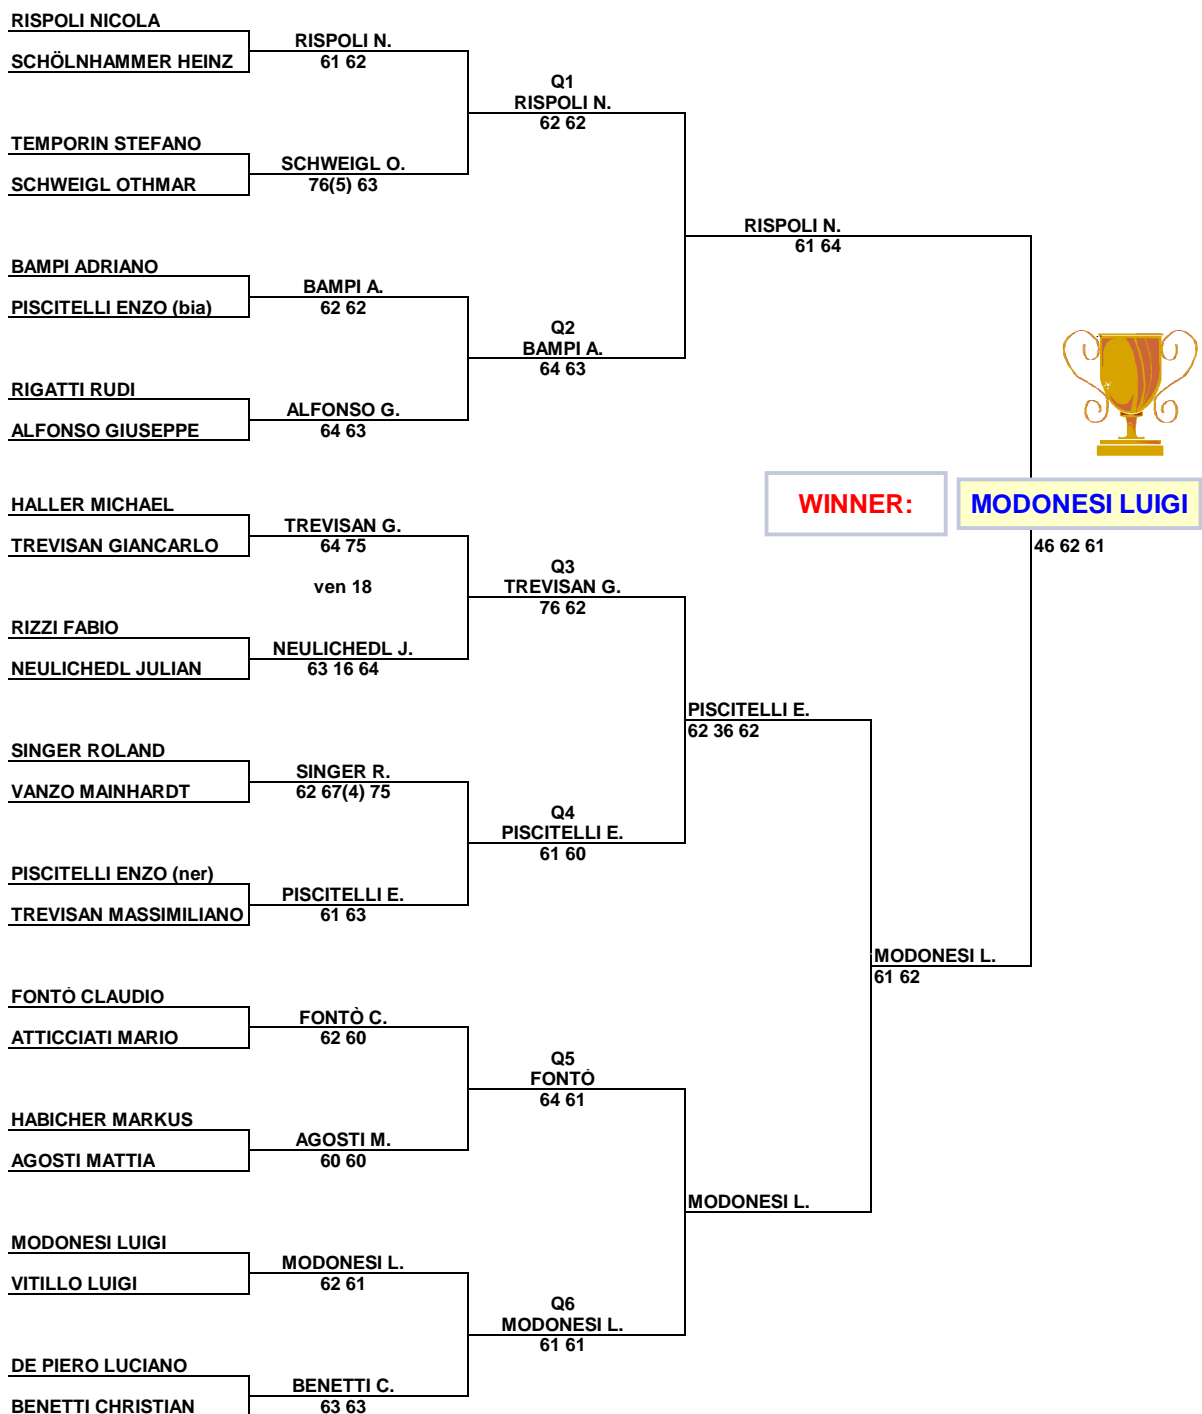 RISPOLI NICOLA
RISPOLI N.
SCHÖLNHAMMER HEINZ
61 62
Q1
RISPOLI N.
62 62
TEMPORIN STEFANO
SCHWEIGL O.
SCHWEIGL OTHMAR
76(5) 63
RISPOLI N.
61 64
BAMPI ADRIANO
BAMPI A.
PISCITELLI ENZO (bia)
62 62
Q2
BAMPI A.
64 63
RIGATTI RUDI
ALFONSO G.
ALFONSO GIUSEPPE
64 63
WINNER:
MODONESI LUIGI
46 62 61
HALLER MICHAEL
TREVISAN G.
TREVISAN GIANCARLO
64 75
ven 18
Q3
TREVISAN G.
76 62
RIZZI FABIO
NEULICHEDL J.
NEULICHEDL JULIAN
63 16 64
PISCITELLI E.
62 36 62
SINGER ROLAND
SINGER R.
VANZO MAINHARDT
62 67(4) 75
Q4
PISCITELLI E.
61 60
PISCITELLI ENZO (ner)
PISCITELLI E.
TREVISAN MASSIMILIANO
61 63
MODONESI L.
61 62
FONTÒ CLAUDIO
FONTÒ C.
ATTICCIATI MARIO
62 60
Q5
FONTÒ
64 61
HABICHER MARKUS
AGOSTI M.
AGOSTI MATTIA
60 60
MODONESI L.
MODONESI LUIGI
MODONESI L.
VITILLO LUIGI
62 61
Q6
MODONESI L.
61 61
DE PIERO LUCIANO
BENETTI C.
BENETTI CHRISTIAN
63 63